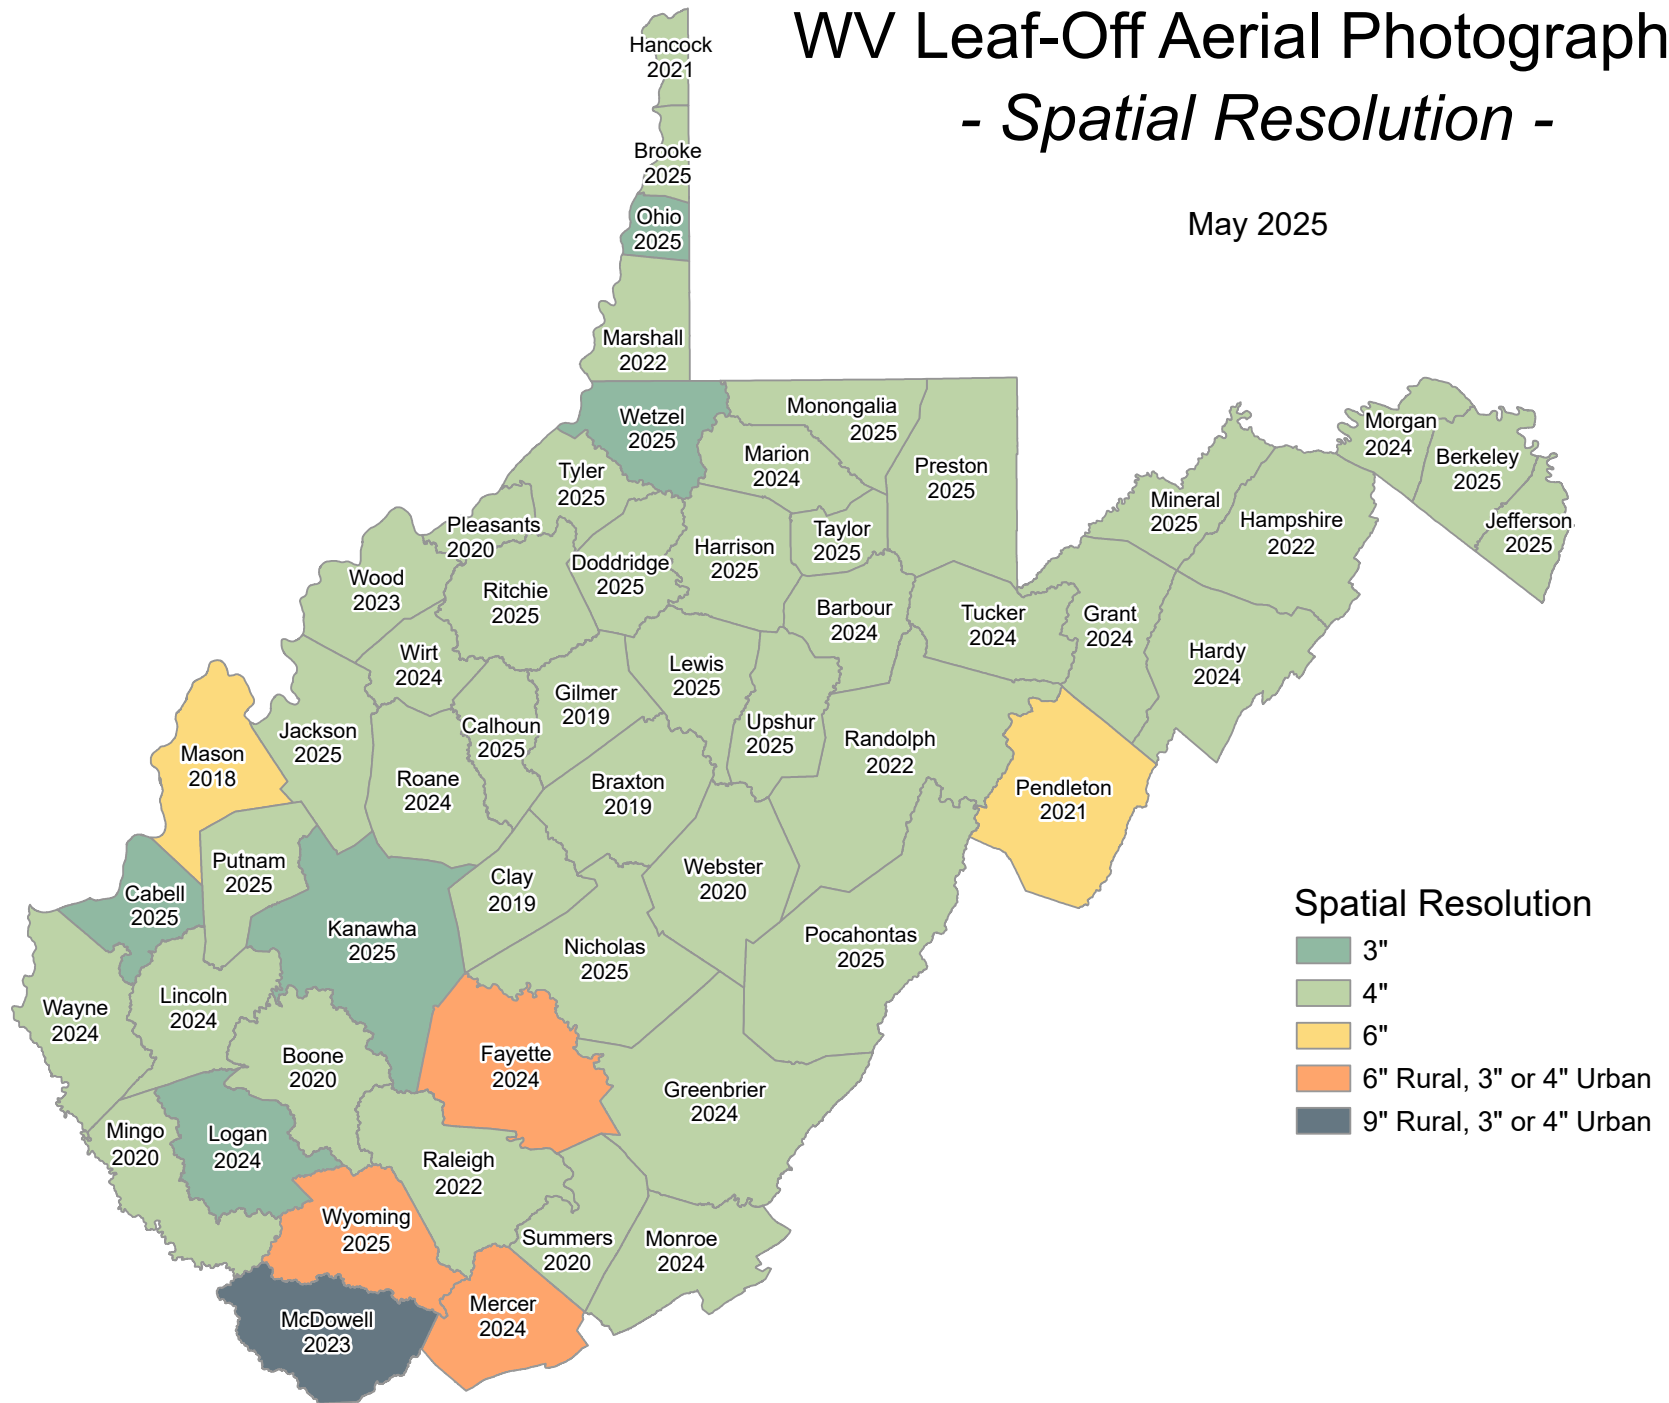 WV Leaf-Off Aerial Photograph
- Spatial Resolution -
May 2025
Hancock
2021
Brooke
2025
Ohio
2025
Marshall
2022
Wetzel
2025
Monongalia
2025
Marion
2024
Preston
2025
Tyler
2025
Pleasants
2020
Doddridge
2025
Harrison
2025
Taylor
2025
Mineral
2025
Hampshire
2022
Morgan
2024
Berkeley
2025
Jefferson
2025
Wood
2023
Ritchie
2025
Barbour
2024
Tucker
2024
Grant
2024
Hardy
2024
Wirt
2024
Gilmer
2019
Lewis
2025
Upshur
2025
Randolph
2022
Pendleton
2021
Mason
2018
Jackson
2025
Roane
2024
Calhoun
2025
Braxton
2019
Webster
2020
Putnam
2025
Cabell
2025
Kanawha
2025
Clay
2019
Nicholas
2025
Pocahontas
2025
Wayne
2024
Lincoln
2024
Boone
2020
Fayette
2024
Greenbrier
2024
Mingo
2020
Logan
2024
Raleigh
2022
Wyoming
2025
Summers
2020
Monroe
2024
McDowell
2023
Mercer
2024
Spatial Resolution
3"
4"
6"
6" Rural, 3" or 4" Urban
9" Rural, 3" or 4" Urban